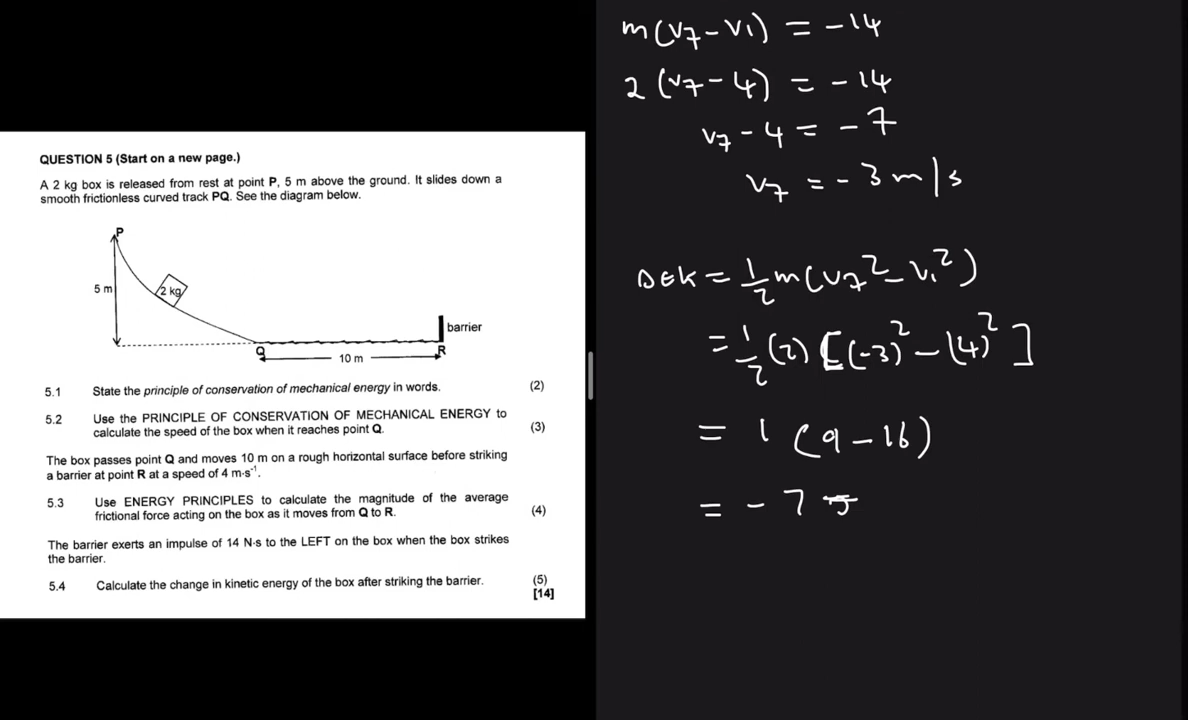 QUESTION 5 (Start on a new page.)
A 2 kg box is released from rest at point P, 5 m above the ground. It slides down a
smooth frictionless curved track PQ. See the diagram below.
P
5 m
2 kg
barrier
Q
R
10 m
5.1 State the principle of conservation of mechanical energy in words. (2)
5.2 Use the PRINCIPLE OF CONSERVATION OF MECHANICAL ENERGY to
calculate the speed of the box when it reaches point Q. (3)
The box passes point Q and moves 10 m on a rough horizontal surface before striking
a barrier at point R at a speed of 4 m·s⁻¹.
5.3 Use ENERGY PRINCIPLES to calculate the magnitude of the average
frictional force acting on the box as it moves from Q to R. (4)
The barrier exerts an impulse of 14 N·s to the LEFT on the box when the box strikes
the barrier.
5.4 Calculate the change in kinetic energy of the box after striking the barrier. (5)
[14]
m(vf - vi) = -14
2 (vf - 4) = -14
vf - 4 = -7
vf = -3 m/s
ΔEK = 1/2 m(vf² - vi²)
= 1/2 (2) [(-3)² - (4)²]
= 1 (9 - 16)
= -7 J